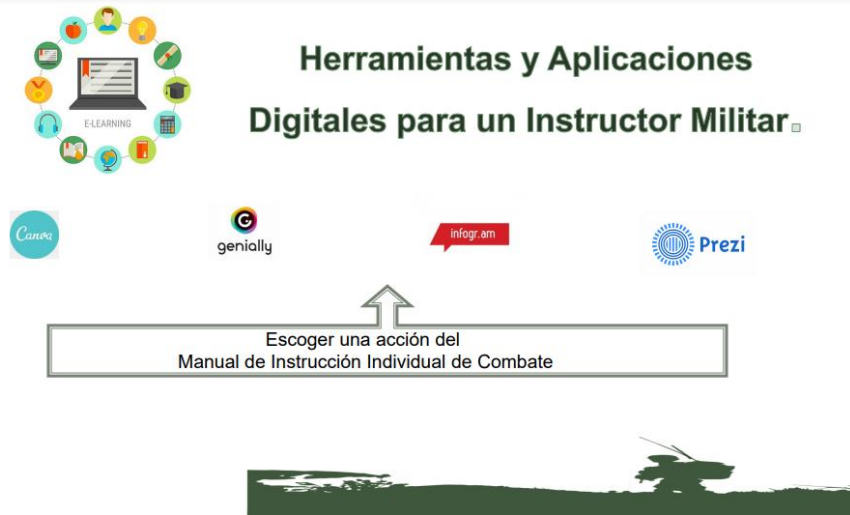 Herramientas y Aplicaciones
Digitales para un Instructor Militar.
E-LEARNING
Canva
genially
infogr.am
Prezi
Escoger una acción del
Manual de Instrucción Individual de Combate